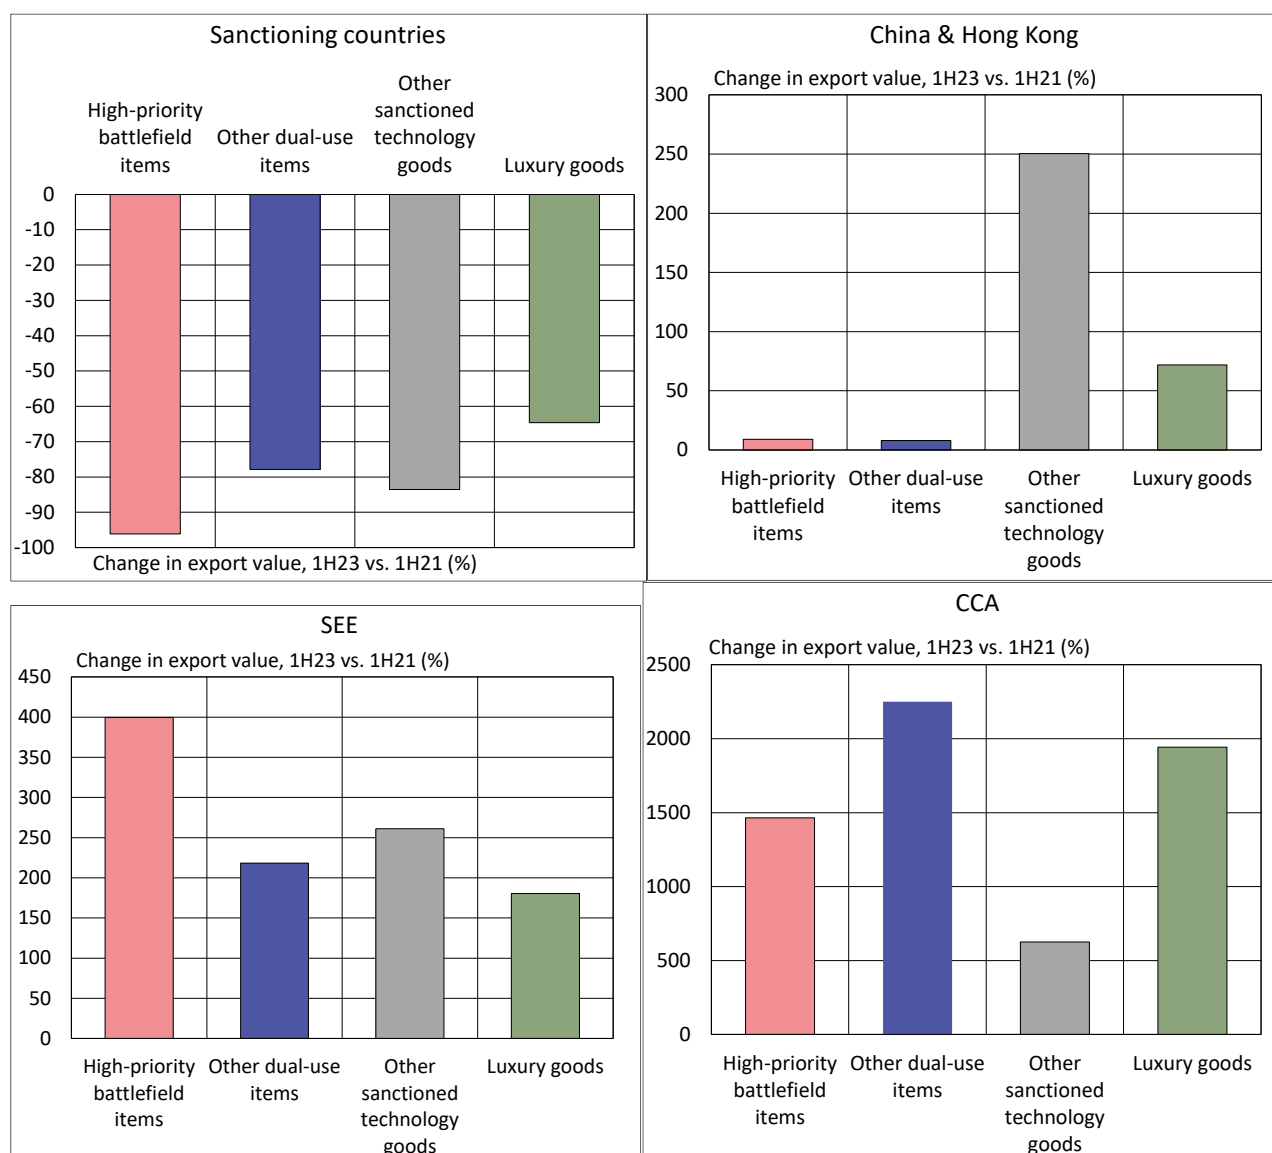 Sanctioning countries
High-priority
battlefield
items
Other dual-use
items
Other
sanctioned
technology
goods
Luxury goods
0
-10
-20
-30
-40
-50
-60
-70
-80
-90
-100
Change in export value, 1H23 vs. 1H21 (%)
China & Hong Kong
Change in export value, 1H23 vs. 1H21 (%)
300
250
200
150
100
50
0
High-priority
battlefield
items
Other dual-use
items
Other
sanctioned
technology
goods
Luxury goods
SEE
Change in export value, 1H23 vs. 1H21 (%)
450
400
350
300
250
200
150
100
50
0
High-priority
battlefield
items
Other dual-use
items
Other
sanctioned
technology
goods
Luxury goods
CCA
Change in export value, 1H23 vs. 1H21 (%)
2500
2000
1500
1000
500
0
High-priority
battlefield
items
Other dual-use
items
Other
sanctioned
technology
goods
Luxury goods